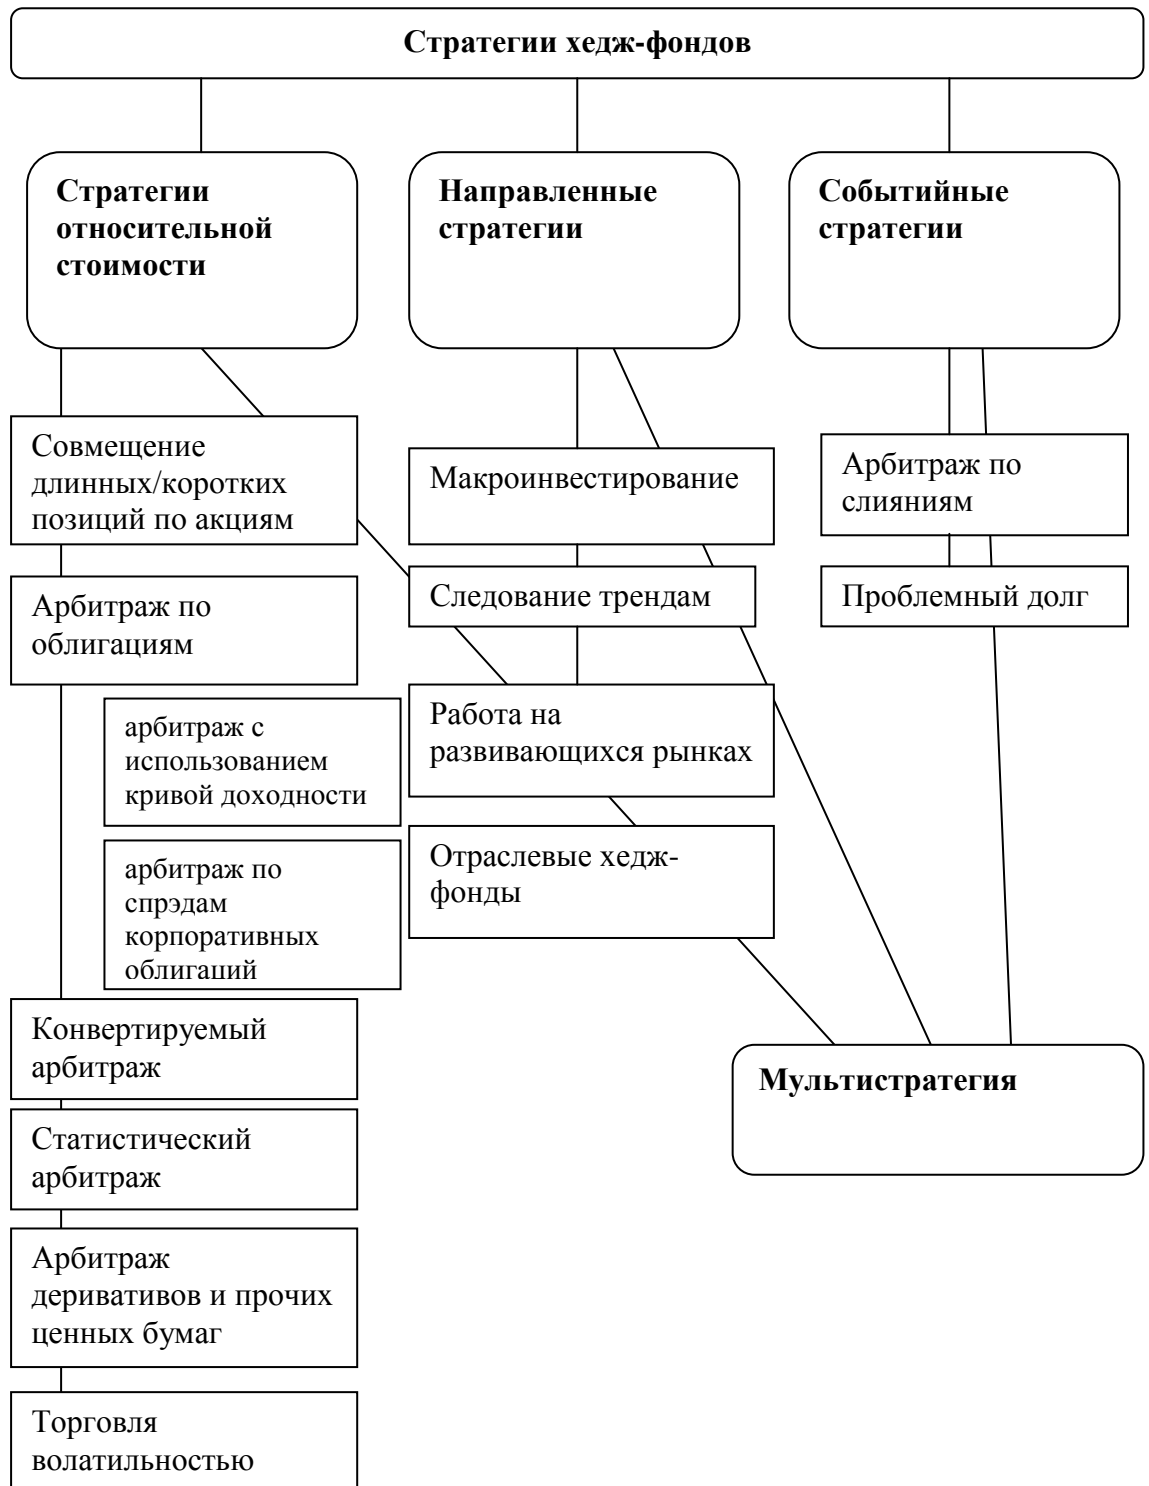 Стратегии хедж-фондов
Стратегии
относительной
стоимости
Направленные
стратегии
Событийные
стратегии
Совмещение
длинных/коротких
позиций по акциям
Арбитраж по
облигациям
арбитраж с
использованием
кривой доходности
арбитраж по
спрэдам
корпоративных
облигаций
Конвертируемый
арбитраж
Статистический
арбитраж
Арбитраж
деривативов и прочих
ценных бумаг
Торговля
волатильностью
Макроинвестирование
Следование трендам
Работа на
развивающихся рынках
Отраслевые хедж-
фонды
Арбитраж по
слияниям
Проблемный долг
Мультистратегия